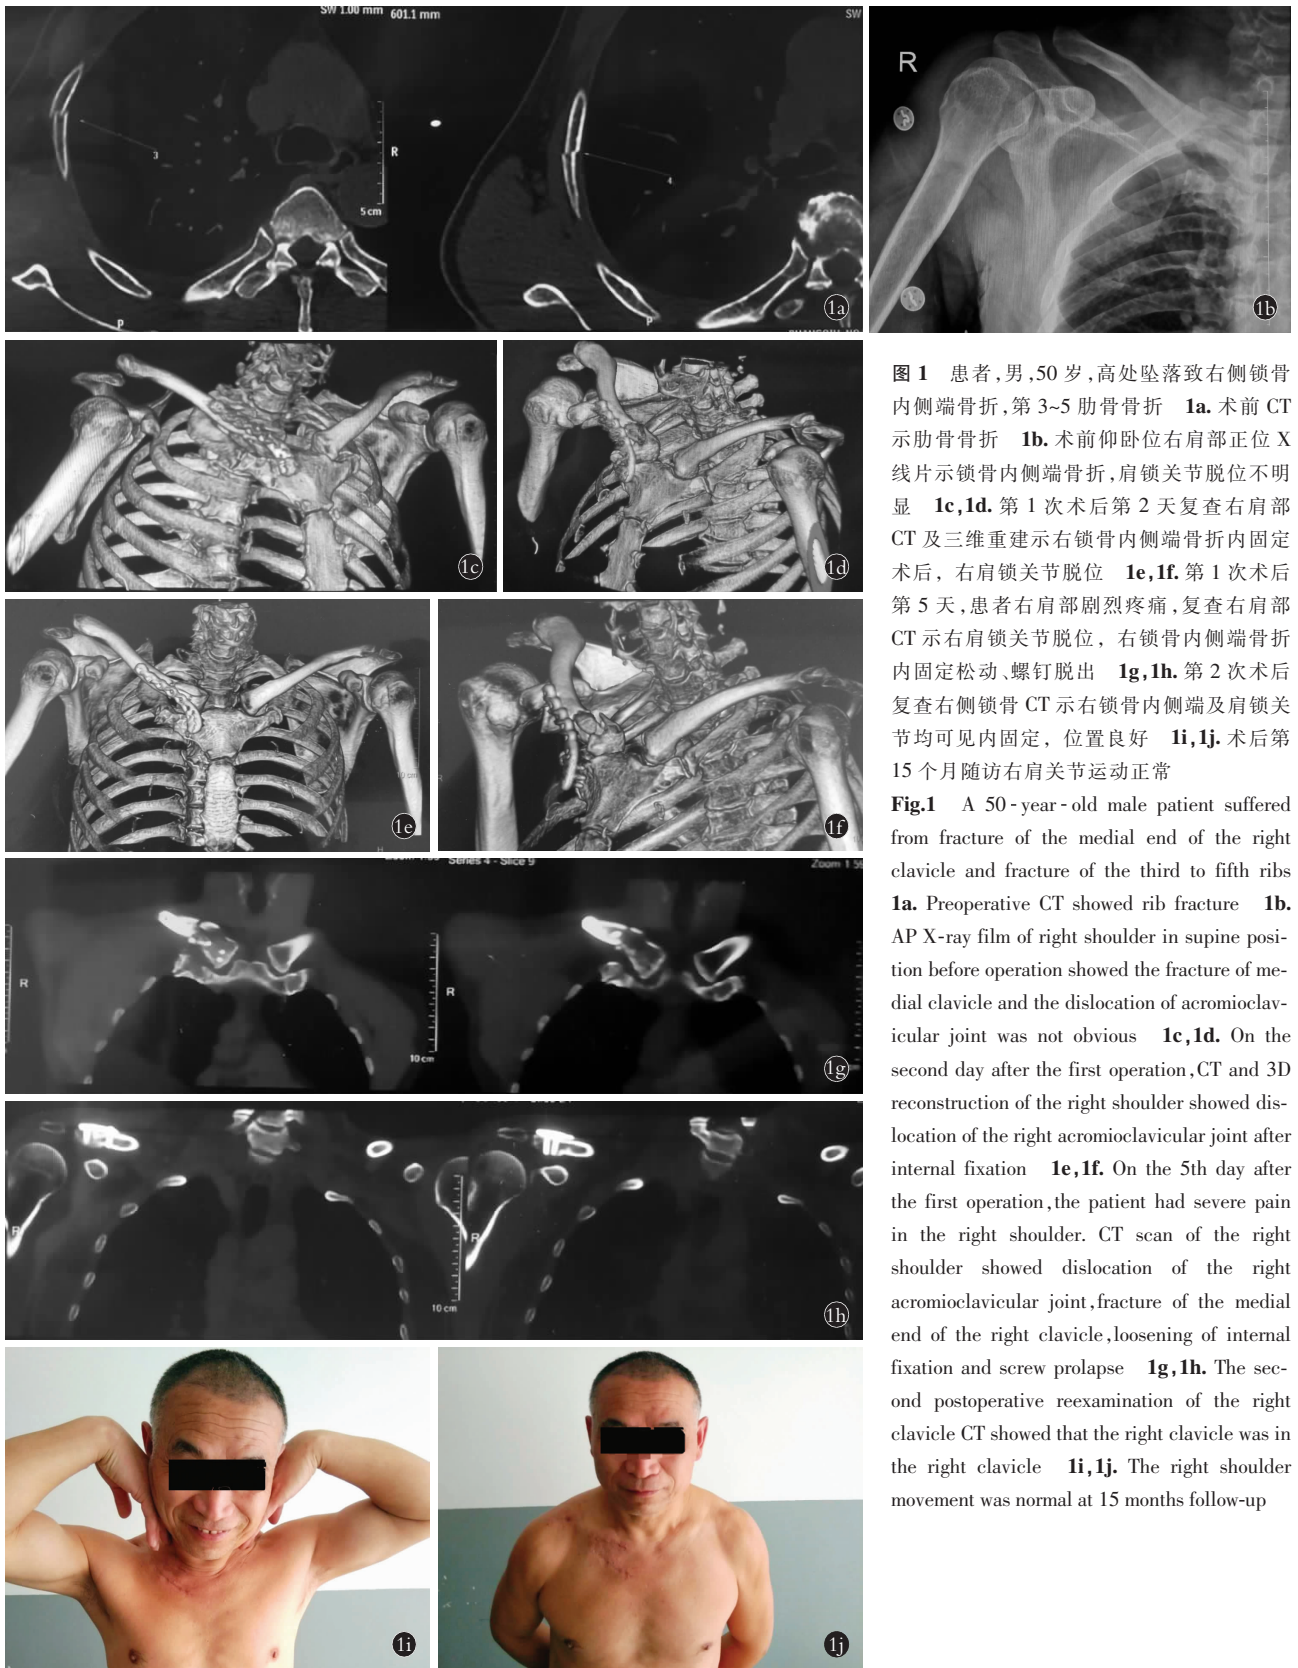 SW 1.00 mm
601.1 mm
SW
3
R
5 cm
P
4
P
1a
R
1b
1c
1d
1e
1f
Series 4 - Slice 9
Zoom 1.59
R
R
10 cm
1g
R
R
10 cm
1h
1i
1j
图 1 患者,男,50 岁,高处坠落致右侧锁骨
内侧端骨折,第 3~5 肋骨骨折 1a. 术前 CT
示肋骨骨折 1b. 术前仰卧位右肩部正位 X
线片示锁骨内侧端骨折,肩锁关节脱位不明
显 1c,1d. 第 1 次术后第 2 天复查右肩部
CT 及三维重建示右锁骨内侧端骨折内固定
术后，右肩锁关节脱位 1e,1f. 第 1 次术后
第 5 天,患者右肩部剧烈疼痛,复查右肩部
CT 示右肩锁关节脱位，右锁骨内侧端骨折
内固定松动、螺钉脱出 1g,1h. 第 2 次术后
复查右侧锁骨 CT 示右锁骨内侧端及肩锁关
节均可见内固定，位置良好 1i,1j. 术后第
15 个月随访右肩关节运动正常
Fig.1 A 50-year-old male patient suffered
from fracture of the medial end of the right
clavicle and fracture of the third to fifth ribs
1a. Preoperative CT showed rib fracture 1b.
AP X-ray film of right shoulder in supine posi-
tion before operation showed the fracture of me-
dial clavicle and the dislocation of acromioclav-
icular joint was not obvious 1c,1d. On the
second day after the first operation,CT and 3D
reconstruction of the right shoulder showed dis-
location of the right acromioclavicular joint after
internal fixation 1e,1f. On the 5th day after
the first operation,the patient had severe pain
in the right shoulder. CT scan of the right
shoulder showed dislocation of the right
acromioclavicular joint,fracture of the medial
end of the right clavicle,loosening of internal
fixation and screw prolapse 1g,1h. The sec-
ond postoperative reexamination of the right
clavicle CT showed that the right clavicle was in
the right clavicle 1i,1j. The right shoulder
movement was normal at 15 months follow-up